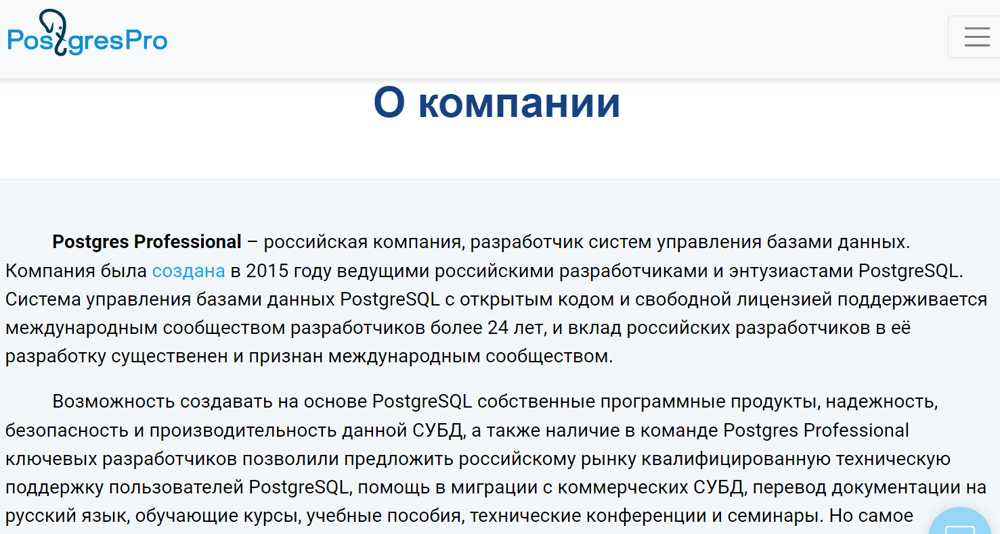 PostgresPro
О компании
Postgres Professional – российская компания, разработчик систем управления базами данных.
Компания была создана в 2015 году ведущими российскими разработчиками и энтузиастами PostgreSQL.
Система управления базами данных PostgreSQL с открытым кодом и свободной лицензией поддерживается
международным сообществом разработчиков более 24 лет, и вклад российских разработчиков в её
разработку существенен и признан международным сообществом.
Возможность создавать на основе PostgreSQL собственные программные продукты, надежность,
безопасность и производительность данной СУБД, а также наличие в команде Postgres Professional
ключевых разработчиков позволили предложить российскому рынку квалифицированную техническую
поддержку пользователей PostgreSQL, помощь в миграции с коммерческих СУБД, перевод документации на
русский язык, обучающие курсы, учебные пособия, технические конференции и семинары. Но самое